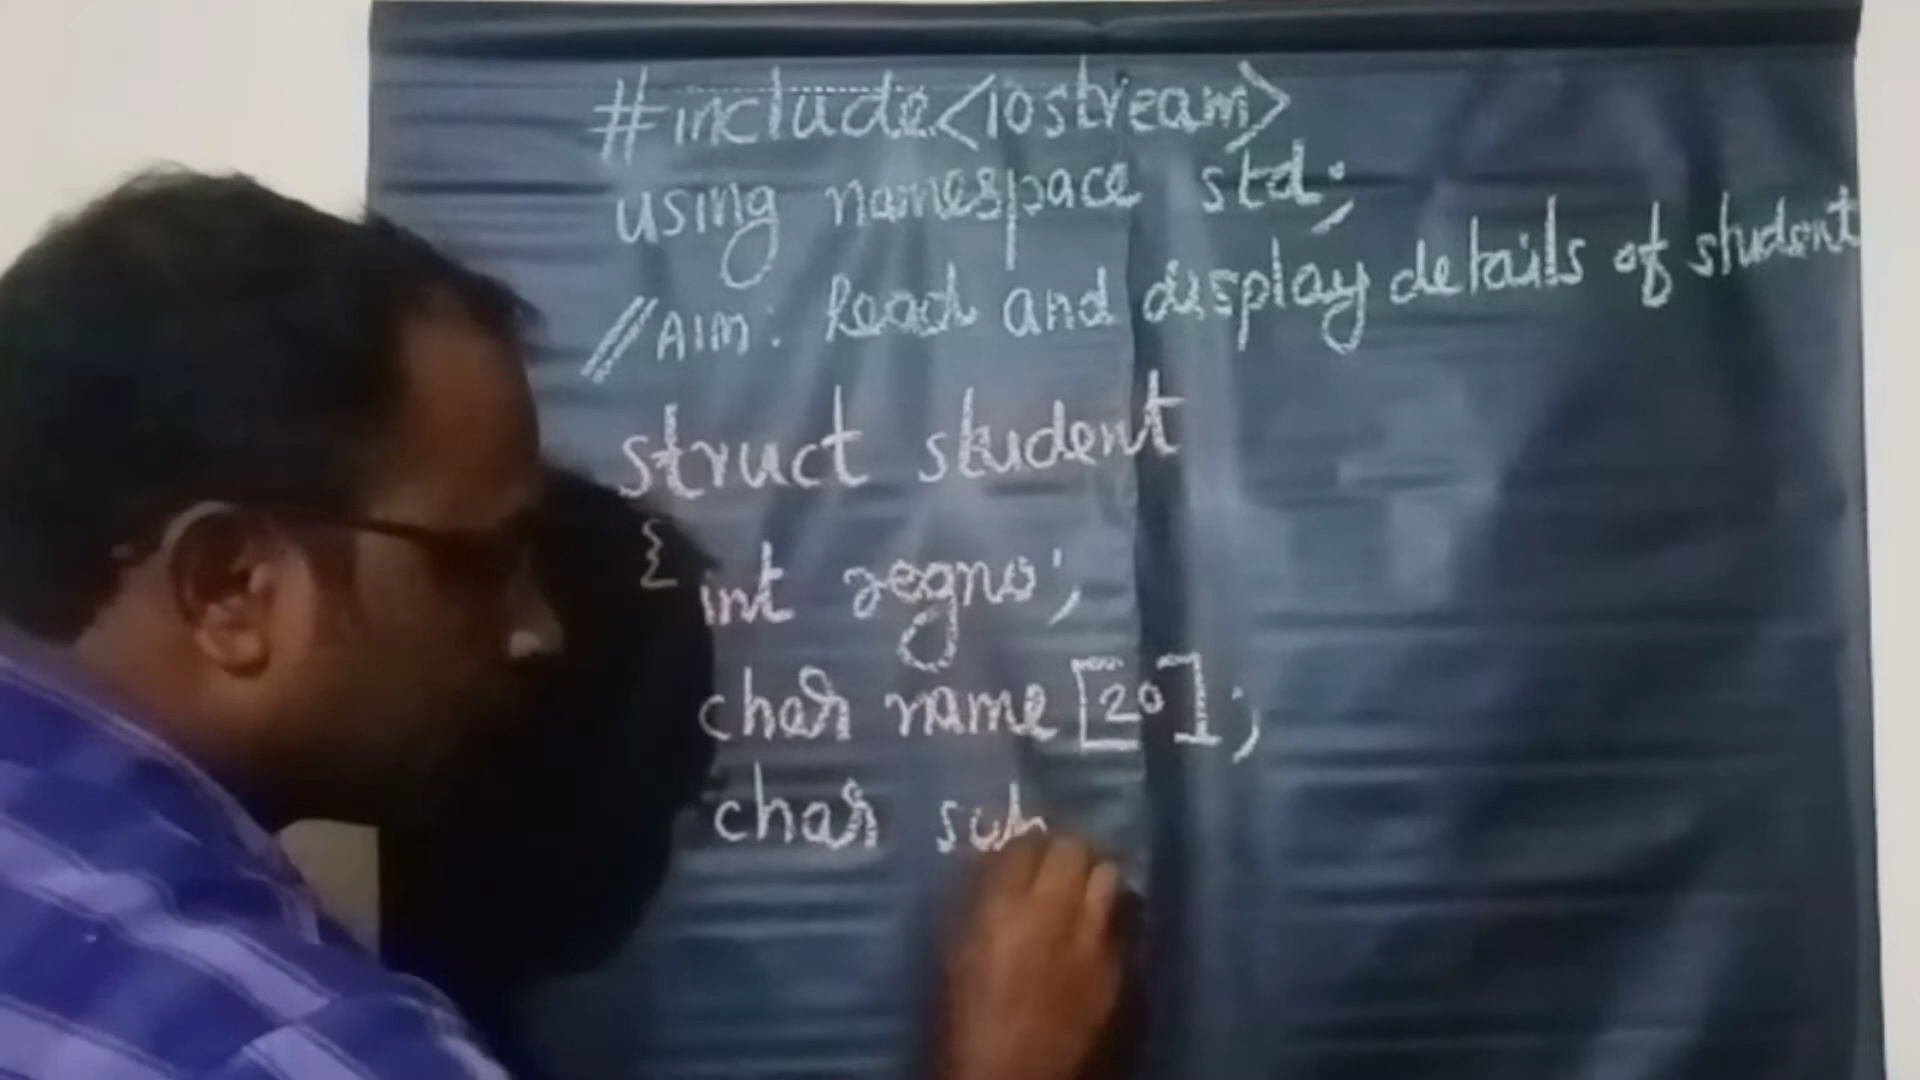 #include<iostream>
using namespace std;
//AIM: Read and display details of student
struct student
{
int regno;
char name[20];
char sub